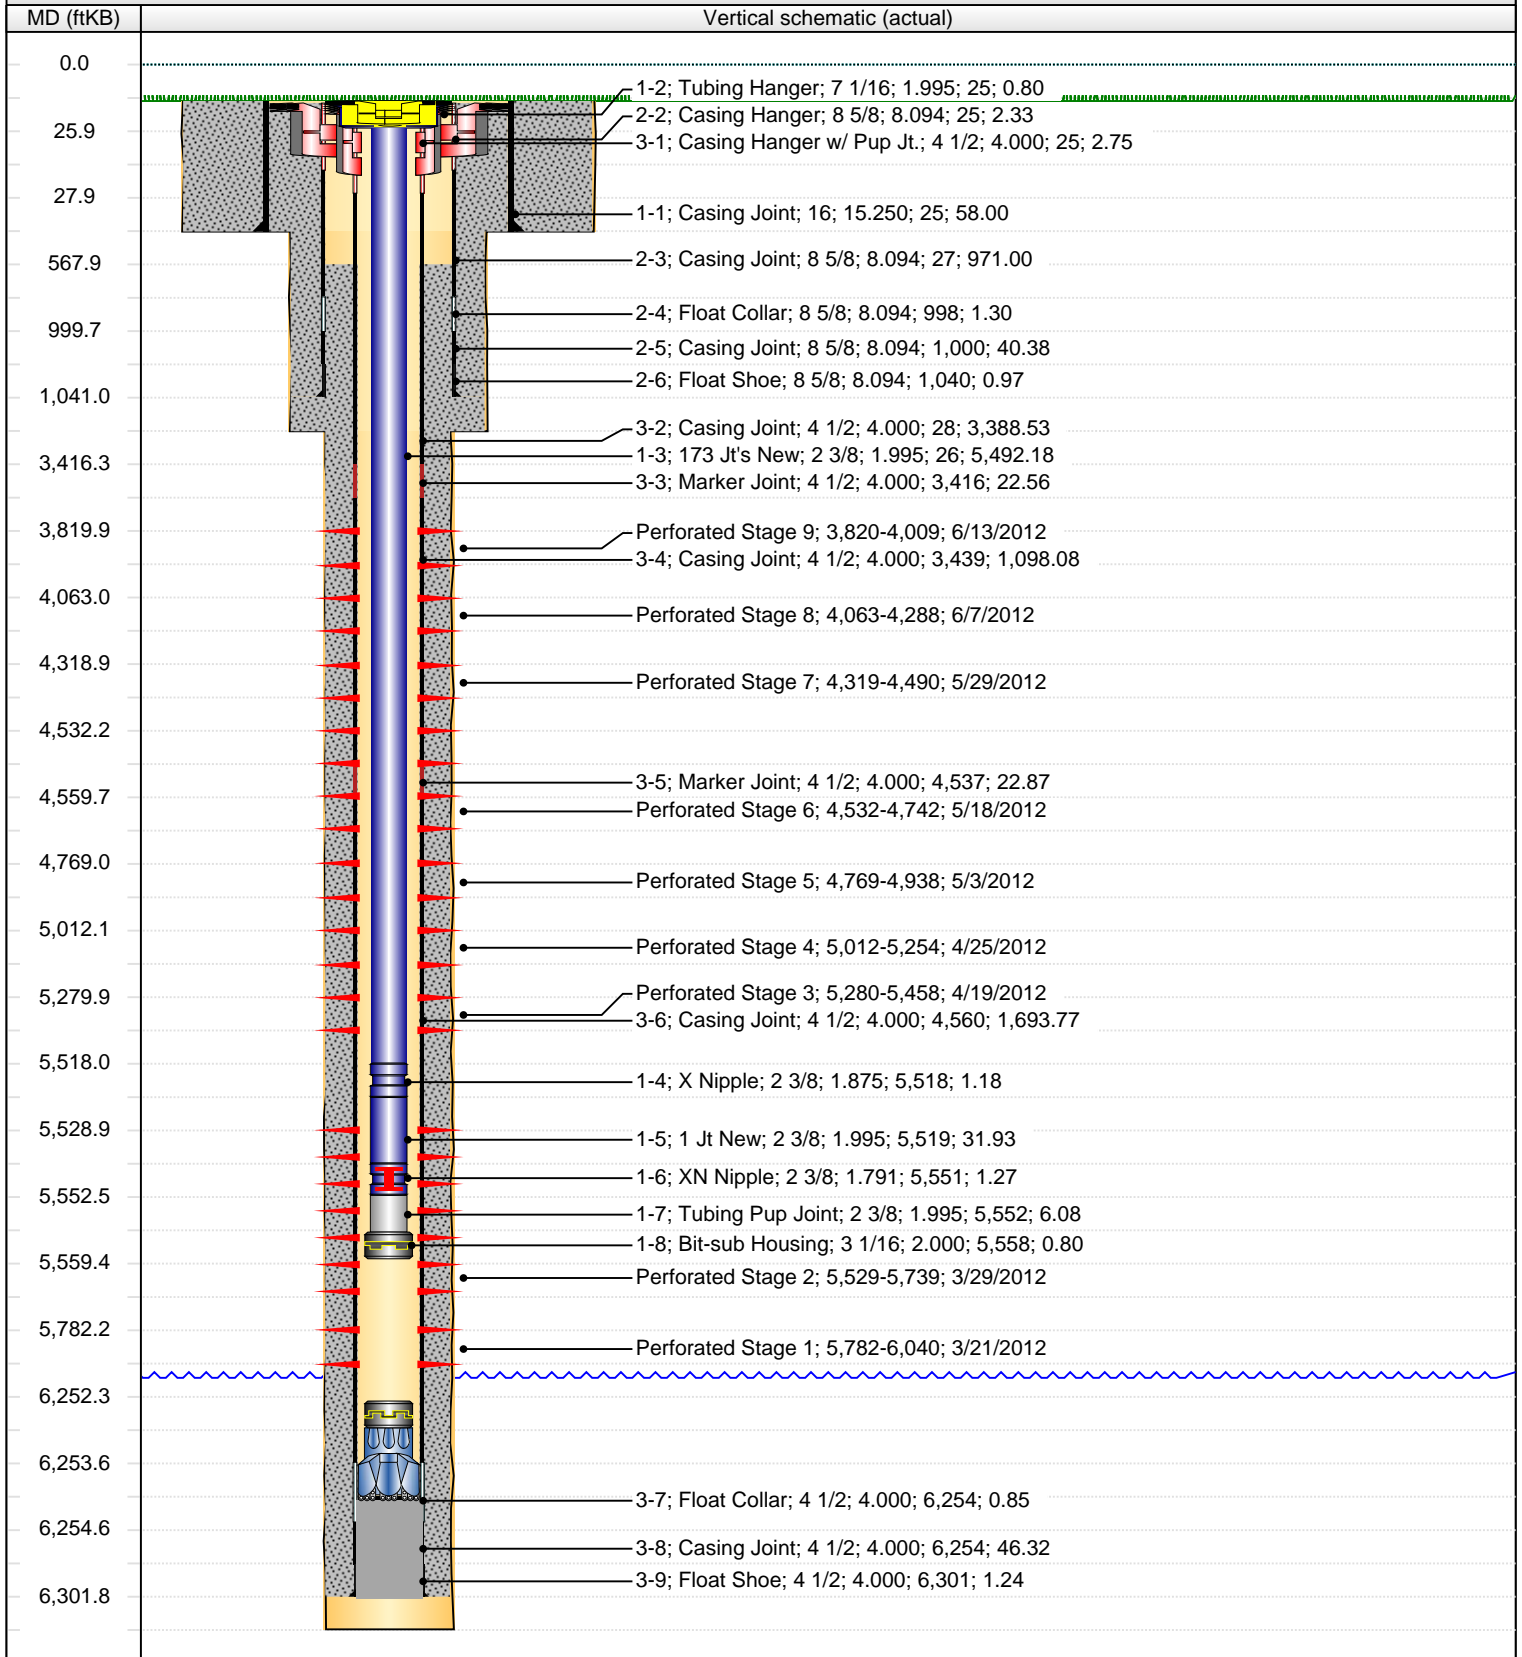 MD (ftKB) Vertical schematic (actual)
0.0
1-2; Tubing Hanger; 7 1/16; 1.995; 25; 0.80
2-2; Casing Hanger; 8 5/8; 8.094; 25; 2.33
25.9
3-1; Casing Hanger w/ Pup Jt.; 4 1/2; 4.000; 25; 2.75
27.9
1-1; Casing Joint; 16; 15.250; 25; 58.00
567.9
2-3; Casing Joint; 8 5/8; 8.094; 27; 971.00
2-4; Float Collar; 8 5/8; 8.094; 998; 1.30
999.7
2-5; Casing Joint; 8 5/8; 8.094; 1,000; 40.38
2-6; Float Shoe; 8 5/8; 8.094; 1,040; 0.97
1,041.0
3-2; Casing Joint; 4 1/2; 4.000; 28; 3,388.53
1-3; 173 Jt's New; 2 3/8; 1.995; 26; 5,492.18
3,416.3
3-3; Marker Joint; 4 1/2; 4.000; 3,416; 22.56
3,819.9
Perforated Stage 9; 3,820-4,009; 6/13/2012
3-4; Casing Joint; 4 1/2; 4.000; 3,439; 1,098.08
4,063.0
Perforated Stage 8; 4,063-4,288; 6/7/2012
4,318.9
Perforated Stage 7; 4,319-4,490; 5/29/2012
4,532.2
3-5; Marker Joint; 4 1/2; 4.000; 4,537; 22.87
4,559.7
Perforated Stage 6; 4,532-4,742; 5/18/2012
4,769.0
Perforated Stage 5; 4,769-4,938; 5/3/2012
5,012.1
Perforated Stage 4; 5,012-5,254; 4/25/2012
5,279.9
Perforated Stage 3; 5,280-5,458; 4/19/2012
3-6; Casing Joint; 4 1/2; 4.000; 4,560; 1,693.77
5,518.0
1-4; X Nipple; 2 3/8; 1.875; 5,518; 1.18
5,528.9
1-5; 1 Jt New; 2 3/8; 1.995; 5,519; 31.93
1-6; XN Nipple; 2 3/8; 1.791; 5,551; 1.27
5,552.5
1-7; Tubing Pup Joint; 2 3/8; 1.995; 5,552; 6.08
1-8; Bit-sub Housing; 3 1/16; 2.000; 5,558; 0.80
5,559.4
Perforated Stage 2; 5,529-5,739; 3/29/2012
5,782.2
Perforated Stage 1; 5,782-6,040; 3/21/2012
6,252.3
6,253.6
3-7; Float Collar; 4 1/2; 4.000; 6,254; 0.85
6,254.6
3-8; Casing Joint; 4 1/2; 4.000; 6,254; 46.32
3-9; Float Shoe; 4 1/2; 4.000; 6,301; 1.24
6,301.8